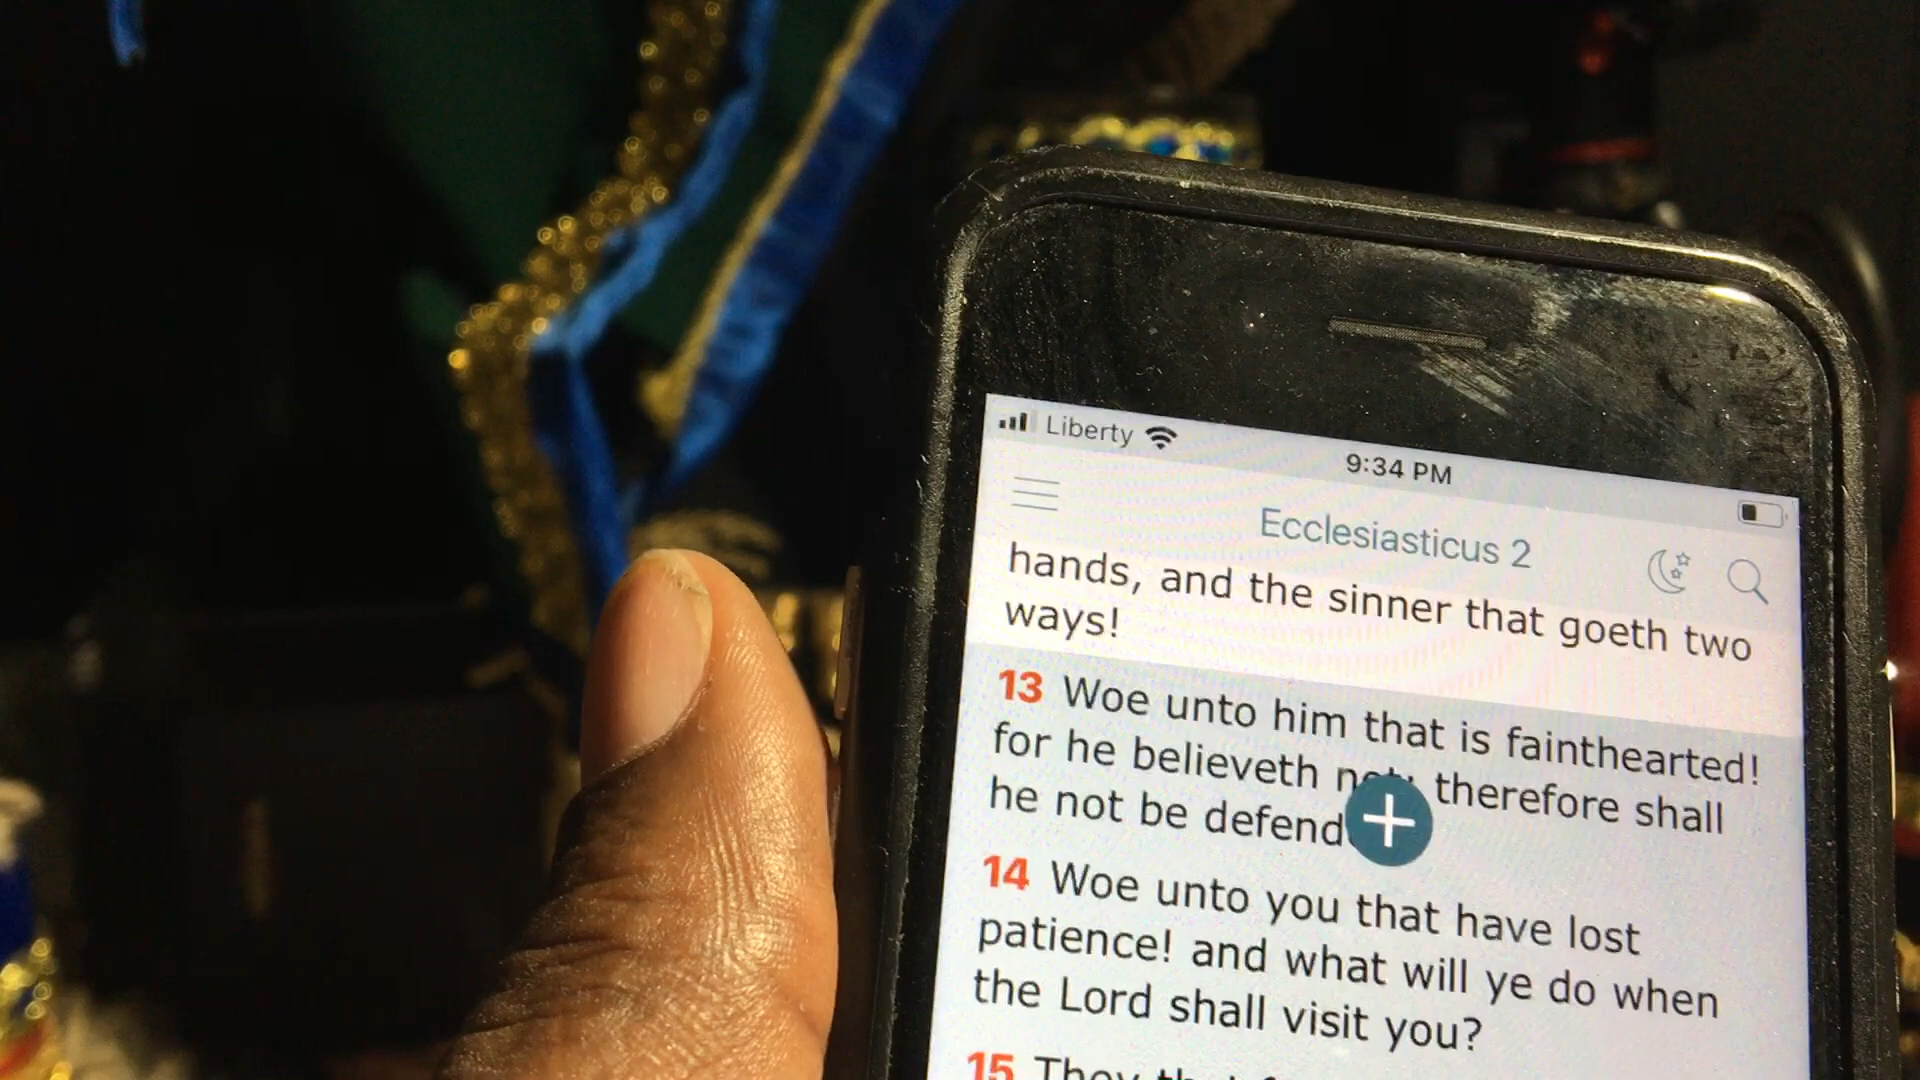 Liberty
9:34 PM
Ecclesiasticus 2
hands, and the sinner that goeth two
ways!
13 Woe unto him that is fainthearted!
for he believeth therefore shall
he not be defend
14 Woe unto you that have lost
patience! and what will ye do when
the Lord shall visit you?
15 They